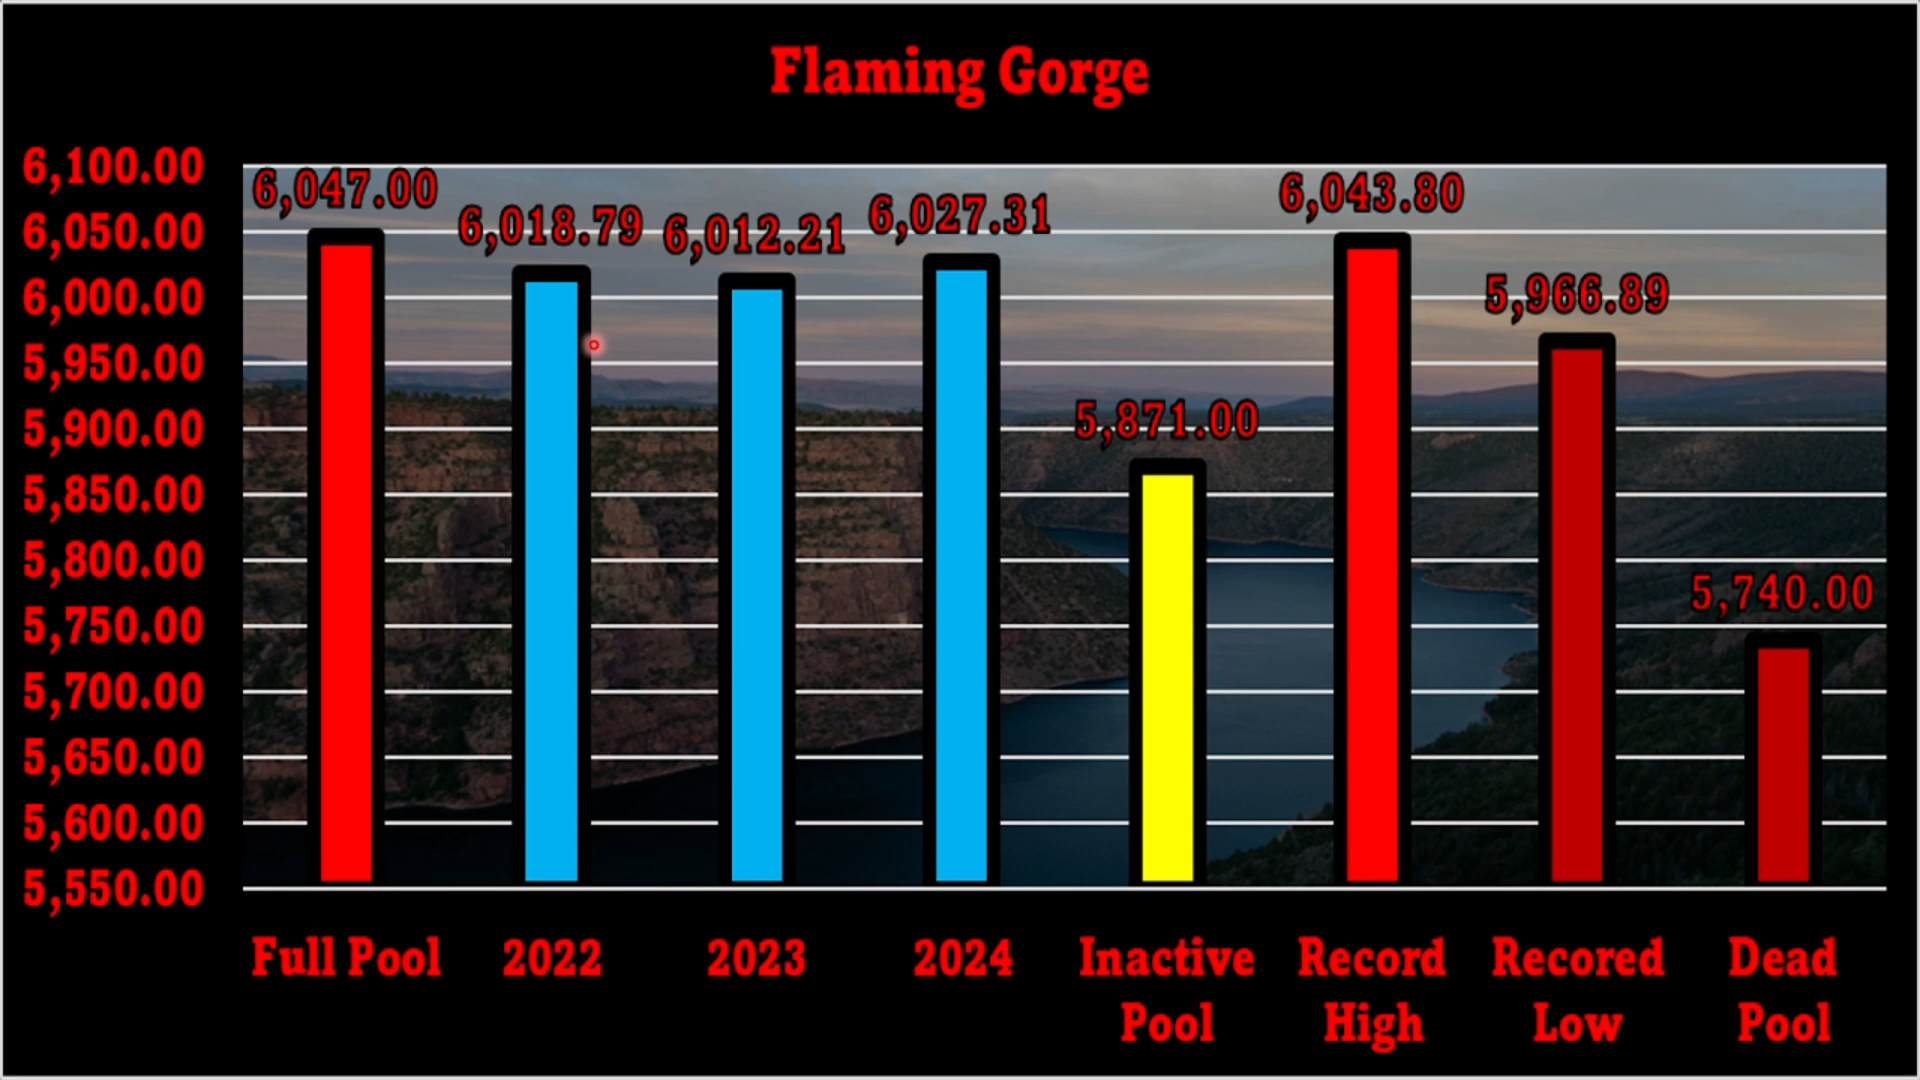 Flaming Gorge
6,100.00
6,050.00
6,000.00
5,950.00
5,900.00
5,850.00
5,800.00
5,750.00
5,700.00
5,650.00
5,600.00
5,550.00
6,047.00
6,018.79
6,012.21
6,027.31
5,871.00
6,043.80
5,966.89
5,740.00
Full Pool
2022
2023
2024
Inactive
Pool
Record
High
Recored
Low
Dead
Pool